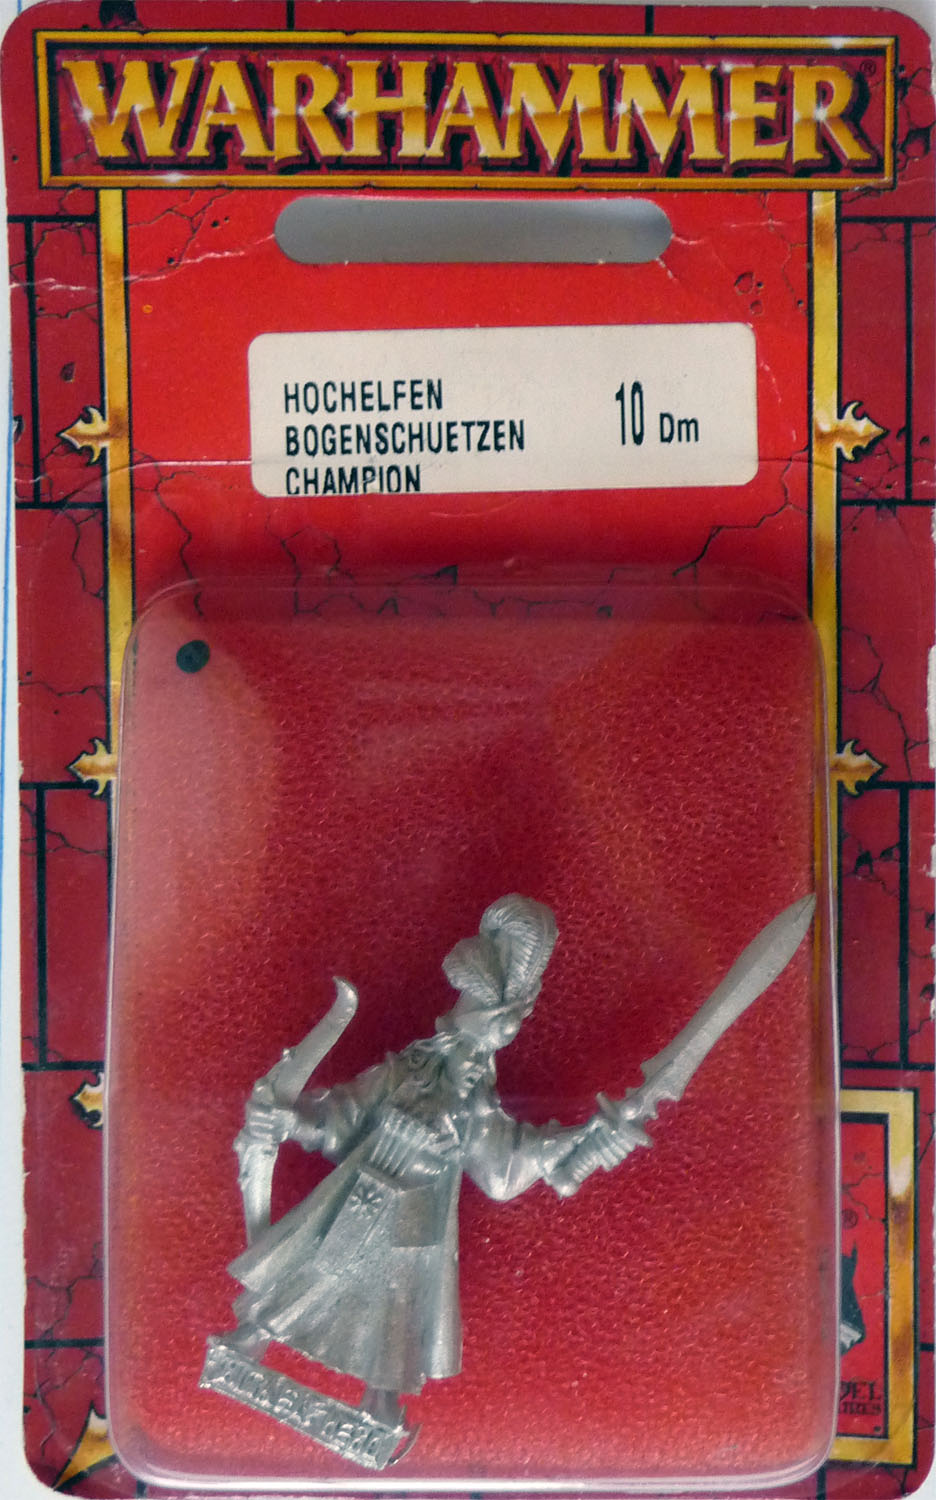 WARHAMMER®
HOCHELFEN
BOGENSCHUETZEN
CHAMPION
10 Dm